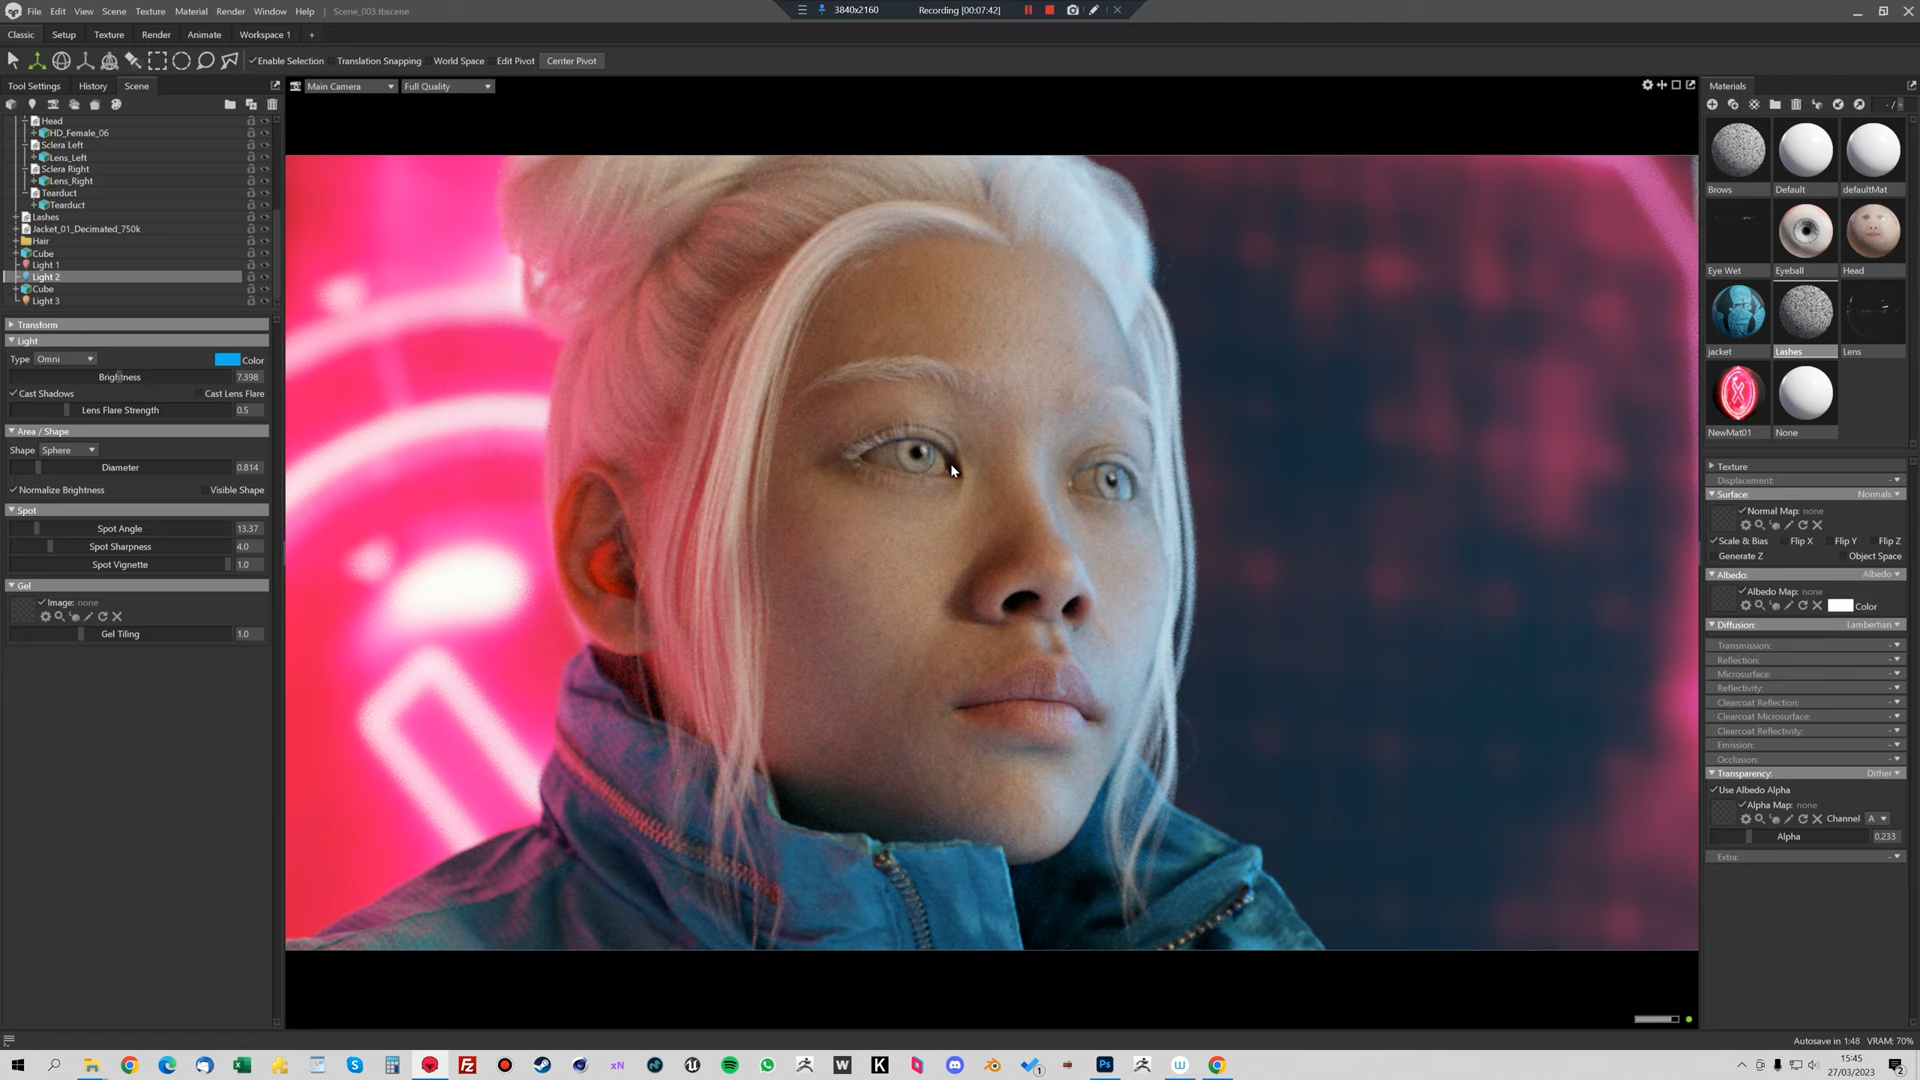 File Edit View Scene Texture Material Render Window Help Scene_003.tbscene
3840x2160 Recording [00:07:42]
Classic Setup Texture Render Animate Workspace 1 +
Enable Selection Translation Snapping World Space Edit Pivot Center Pivot
Tool Settings History Scene
Main Camera Full Quality
Head
HD_Female_06
Sclera Left
Lens_Left
Sclera Right
Lens_Right
Tearduct
Tearduct
Lashes
Jacket_01_Decimated_750k
Hair
Cube
Light 1
Light 2
Cube
Light 3
Transform
Light
Type Omni Color
Brightness 7.398
Cast Shadows Cast Lens Flare
Lens Flare Strength 0.5
Area / Shape
Shape Sphere
Diameter 0.814
Normalize Brightness Visible Shape
Spot
Spot Angle 13.37
Spot Sharpness 4.0
Spot Vignette 1.0
Gel
Image: none
Gel Tiling 1.0
Materials
Brows Default defaultMat
Eye Wet Eyeball Head
jacket Lashes Lens
NewMat01 None
Texture
Displacement: -
Surface: Normals
Normal Map: none
Scale & Bias Flip X Flip Y Flip Z
Generate Z Object Space
Albedo: Albedo
Albedo Map: none
Color
Diffusion: Lambertian
Transmission: -
Reflection: -
Microsurface: -
Reflectivity: -
Clearcoat Reflection: -
Clearcoat Microsurface: -
Clearcoat Reflectivity: -
Emission: -
Occlusion: -
Transparency: Dither
Use Albedo Alpha
Alpha Map: none
Channel A
Alpha 0.233
Extra: -
Autosave in 1:48 VRAM: 70%
15:45
27/03/2023